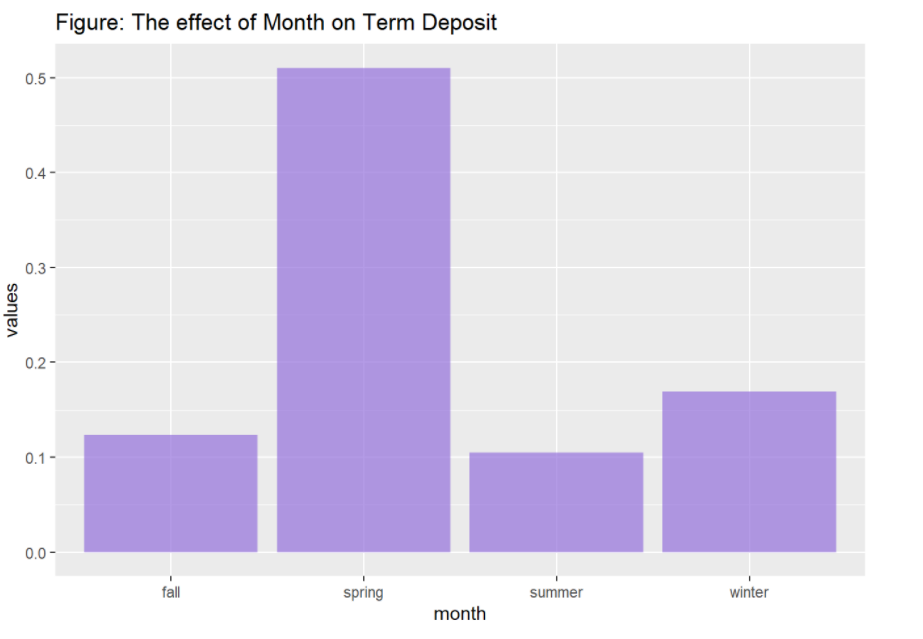 Figure: The effect of Month on Term Deposit
0.5
0.4
0.3
0.2
0.1
0.0
values
fall spring summer winter
month